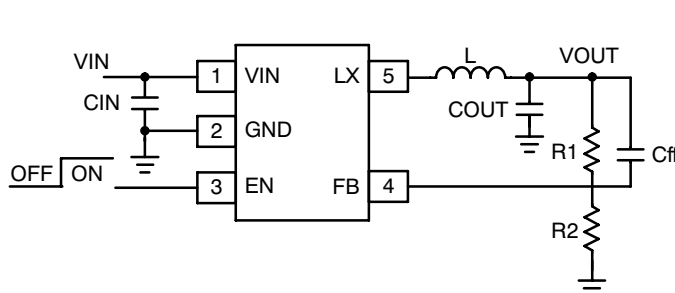 VIN
CIN
1
VIN
2
GND
OFF
ON
3
EN
LX
5
FB
4
L
VOUT
COUT
R1
Cff
R2